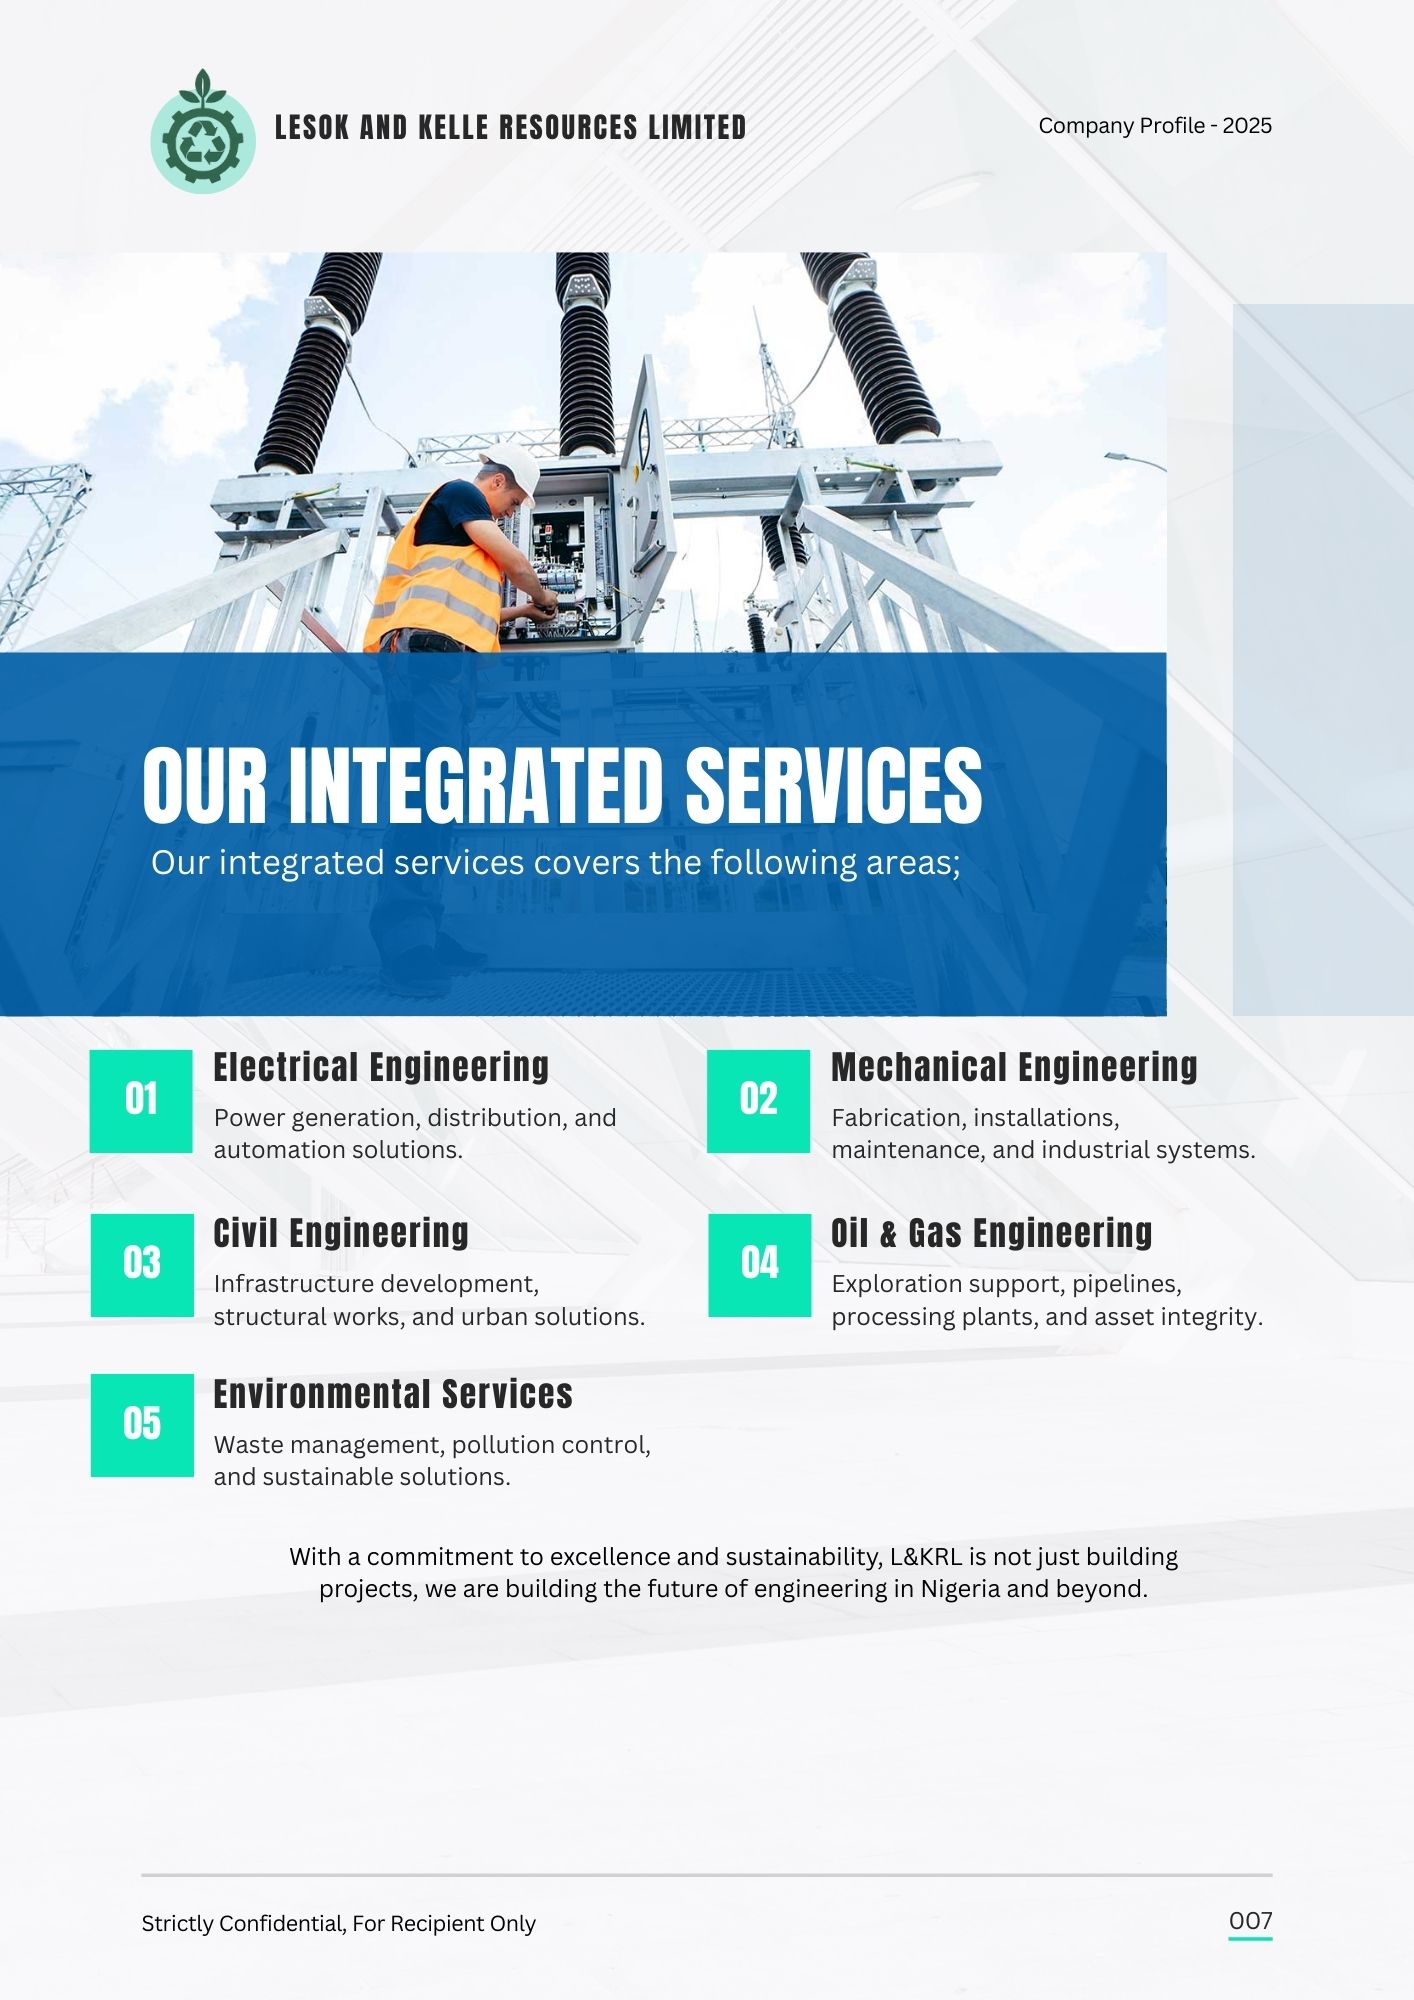 LESOK AND KELLE RESOURCES LIMITED
Company Profile - 2025
OUR INTEGRATED SERVICES
Our integrated services covers the following areas;
01
Electrical Engineering
Power generation, distribution, and
automation solutions.
02
Mechanical Engineering
Fabrication, installations,
maintenance, and industrial systems.
03
Civil Engineering
Infrastructure development,
structural works, and urban solutions.
04
Oil & Gas Engineering
Exploration support, pipelines,
processing plants, and asset integrity.
05
Environmental Services
Waste management, pollution control,
and sustainable solutions.
With a commitment to excellence and sustainability, L&KRL is not just building
projects, we are building the future of engineering in Nigeria and beyond.
Strictly Confidential, For Recipient Only
007